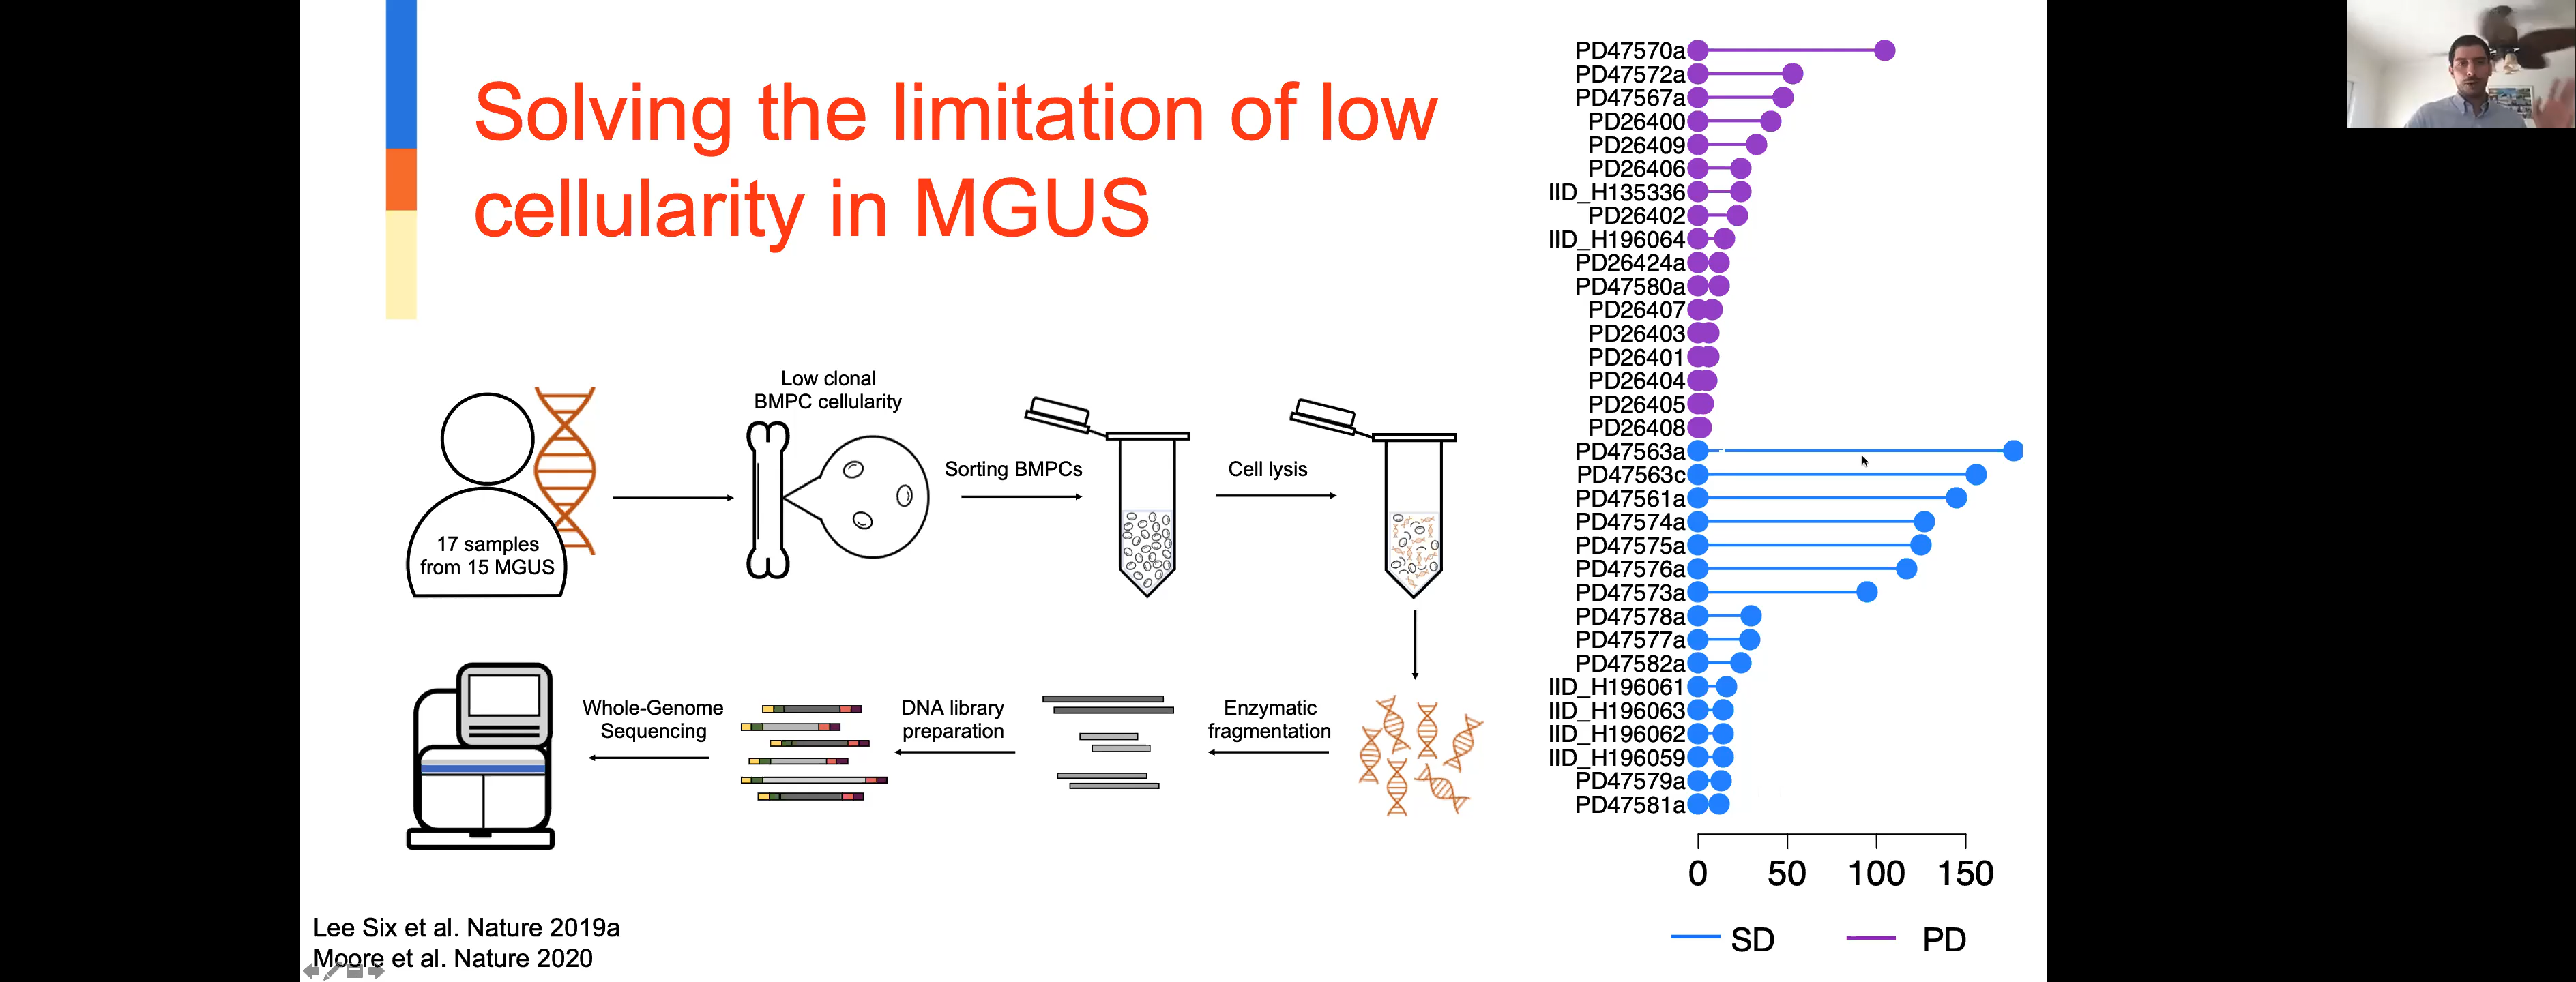 Solving the limitation of low
cellularity in MGUS
17 samples
from 15 MGUS
Low clonal
BMPC cellularity
Sorting BMPCs
Cell lysis
Enzymatic
fragmentation
DNA library
preparation
Whole-Genome
Sequencing
Lee Six et al. Nature 2019a
Moore et al. Nature 2020
PD47570a
PD47572a
PD47567a
PD26400
PD26409
PD26406
IID_H135336
PD26402
IID_H196064
PD26424a
PD47580a
PD26407
PD26403
PD26401
PD26404
PD26405
PD26408
PD47563a
PD47563c
PD47561a
PD47574a
PD47575a
PD47576a
PD47573a
PD47578a
PD47577a
PD47582a
IID_H196061
IID_H196063
IID_H196062
IID_H196059
PD47579a
PD47581a
0 50 100 150
SD PD